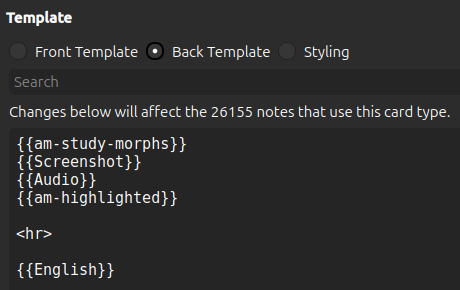 Template
Front Template Back Template Styling
Search
Changes below will affect the 26155 notes that use this card type.
{{am-study-morphs}}
{{Screenshot}}
{{Audio}}
{{am-highlighted}}
<hr>
{{English}}